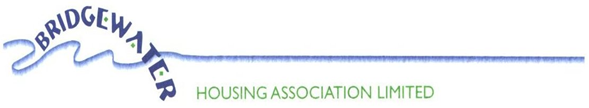 BRIDGEWATER
HOUSING ASSOCIATION LIMITED